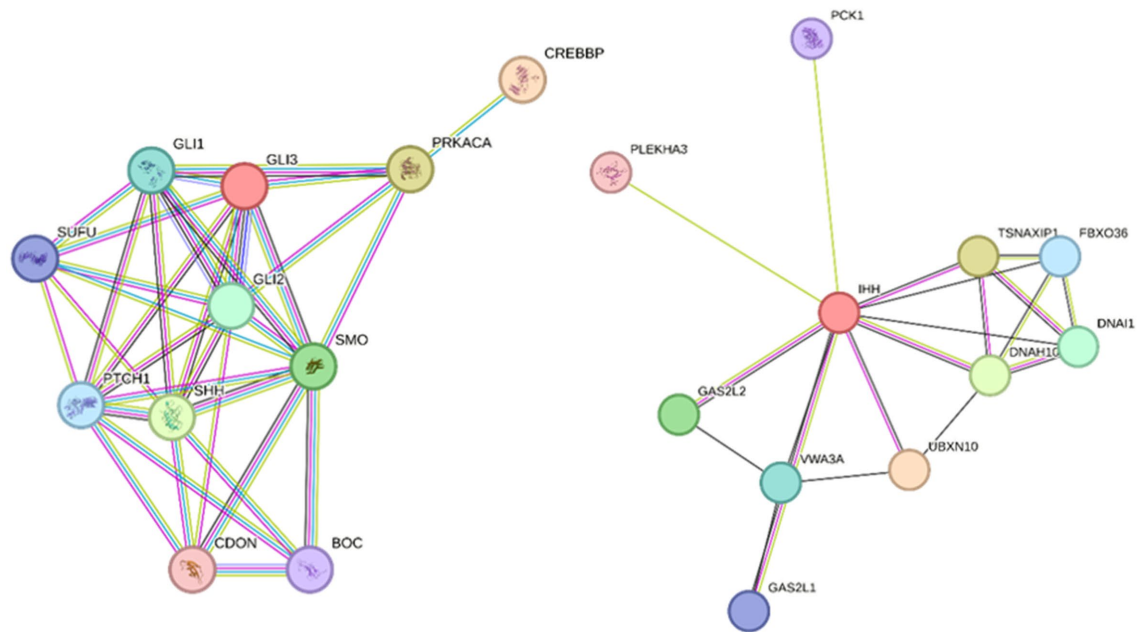 CREBBP
PRKACA
GLI1
GLI3
SUFU
GLI2
SMO
PTCH1
SHH
CDON
BOC
PCK1
PLEKHA3
TSNAXIP1
FBXO36
IHH
DNAI1
DNAH10
GAS2L2
UBXN10
VWA3A
GAS2L1